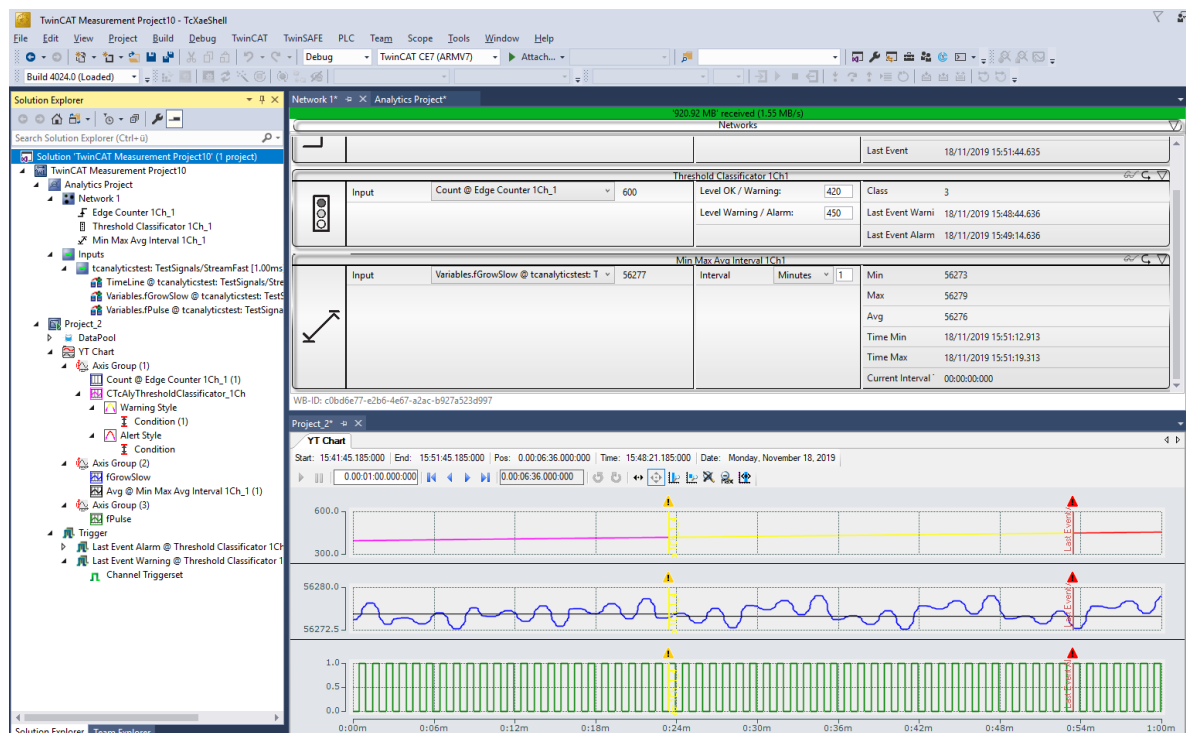 TwinCAT Measurement Project10 - TcXaeShell
File Edit View Project Build Debug TwinCAT TwinSAFE PLC Team Scope Tools Window Help
Debug TwinCAT CE7 (ARMV7) Attach...
Build 4024.0 (Loaded)
Solution Explorer
Search Solution Explorer (Ctrl+ü)
Solution 'TwinCAT Measurement Project10' (1 project)
TwinCAT Measurement Project10
Analytics Project
Network 1
Edge Counter 1Ch_1
Threshold Classificator 1Ch_1
Min Max Avg Interval 1Ch_1
Inputs
tcanalyticstest: TestSignals/StreamFast [1.00ms
TimeLine @ tcanalyticstest: TestSignals/Stre
Variables.fGrowSlow @ tcanalyticstest: TestS
Variables.fPulse @ tcanalyticstest: TestSigna
Project_2
DataPool
YT Chart
Axis Group (1)
Count @ Edge Counter 1Ch_1 (1)
CTcAlyThresholdClassificator_1Ch
Warning Style
Condition (1)
Alert Style
Condition
Axis Group (2)
fGrowSlow
Avg @ Min Max Avg Interval 1Ch_1 (1)
Axis Group (3)
fPulse
Trigger
Last Event Alarm @ Threshold Classificator 1Ch
Last Event Warning @ Threshold Classificator 1
Channel Triggerset
Solution Explorer Team Explorer
Network 1* Analytics Project*
'920.92 MB' received (1.55 MB/s)
Networks
Last Event 18/11/2019 15:51:44.635
Threshold Classificator 1Ch1
Input Count @ Edge Counter 1Ch_1 600 Level OK / Warning: 420 Class 3
Level Warning / Alarm: 450 Last Event Warni 18/11/2019 15:48:44.636
Last Event Alarm 18/11/2019 15:49:14.636
Min Max Avg Interval 1Ch1
Input Variables.fGrowSlow @ tcanalyticstest: T 56277 Interval Minutes 1 Min 56273
Max 56279
Avg 56276
Time Min 18/11/2019 15:51:12.913
Time Max 18/11/2019 15:51:19.313
Current Interval 00:00:00:000
WB-ID: c0bd6e77-e2b6-4e67-a2ac-b927a523d997
Project_2*
YT Chart
Start: 15:41:45.185:000 End: 15:51:45.185:000 Pos: 0.00:06:36.000:000 Time: 15:48:21.185:000 Date: Monday, November 18, 2019
0.00:01:00.000:000 0.00:06:36.000:000
600.0
300.0
Last Event
56280.0
56272.5
Last Event
1.0
0.5
0.0
Last Event Al
0:00m 0:06m 0:12m 0:18m 0:24m 0:30m 0:36m 0:42m 0:48m 0:54m 1:00m